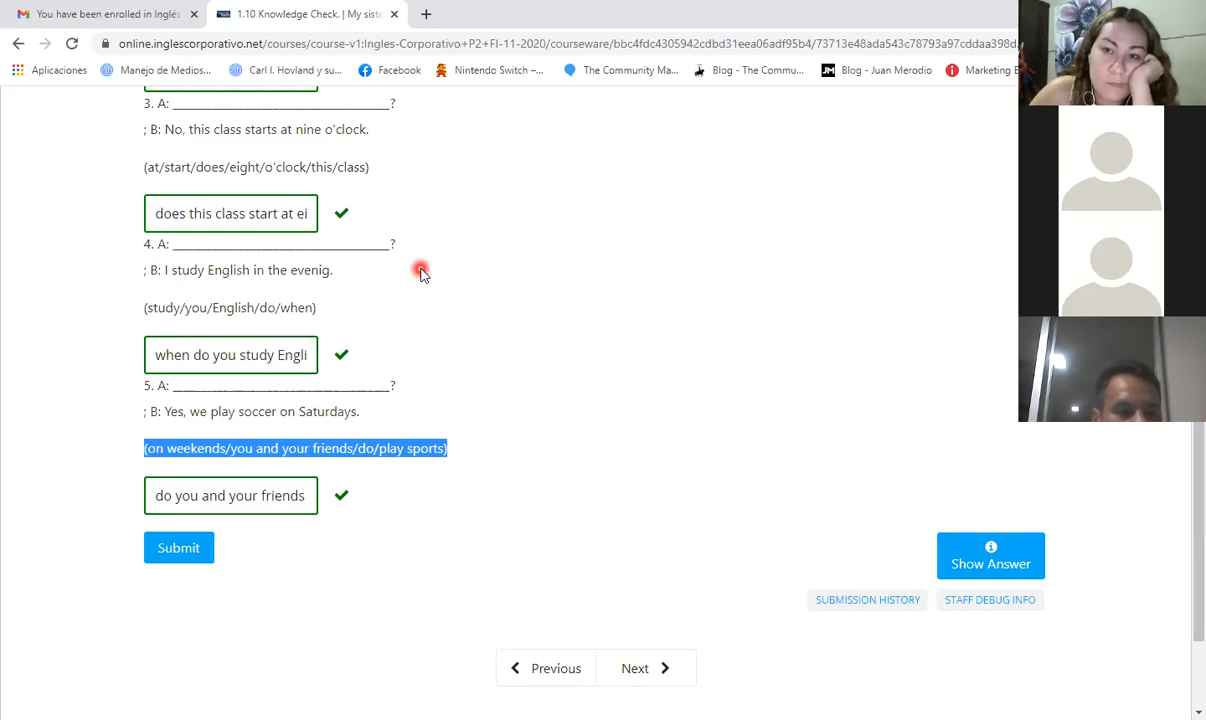 You have been enrolled in Inglés
1.10 Knowledge Check. | My siste
online.inglescorporativo.net/courses/course-v1:Ingles-Corporativo+P2+FI-11-2020/courseware/bbc4fdc4305942cdbd31eea06adf95b4/73713e48ada543c78793a97cddaa398d
Aplicaciones
Manejo de Medios...
Carl I. Hovland y su...
Facebook
Nintendo Switch –...
The Community Ma...
Blog - The Commu...
JM Blog - Juan Merodio
Marketing E
3. A: ___________________________________?
; B: No, this class starts at nine o'clock.
(at/start/does/eight/o'clock/this/class)
does this class start at ei
4. A: ___________________________________?
; B: I study English in the evenig.
(study/you/English/do/when)
when do you study Engli
5. A: ___________________________________?
; B: Yes, we play soccer on Saturdays.
(on weekends/you and your friends/do/play sports)
do you and your friends
Submit
Show Answer
SUBMISSION HISTORY
STAFF DEBUG INFO
Previous
Next